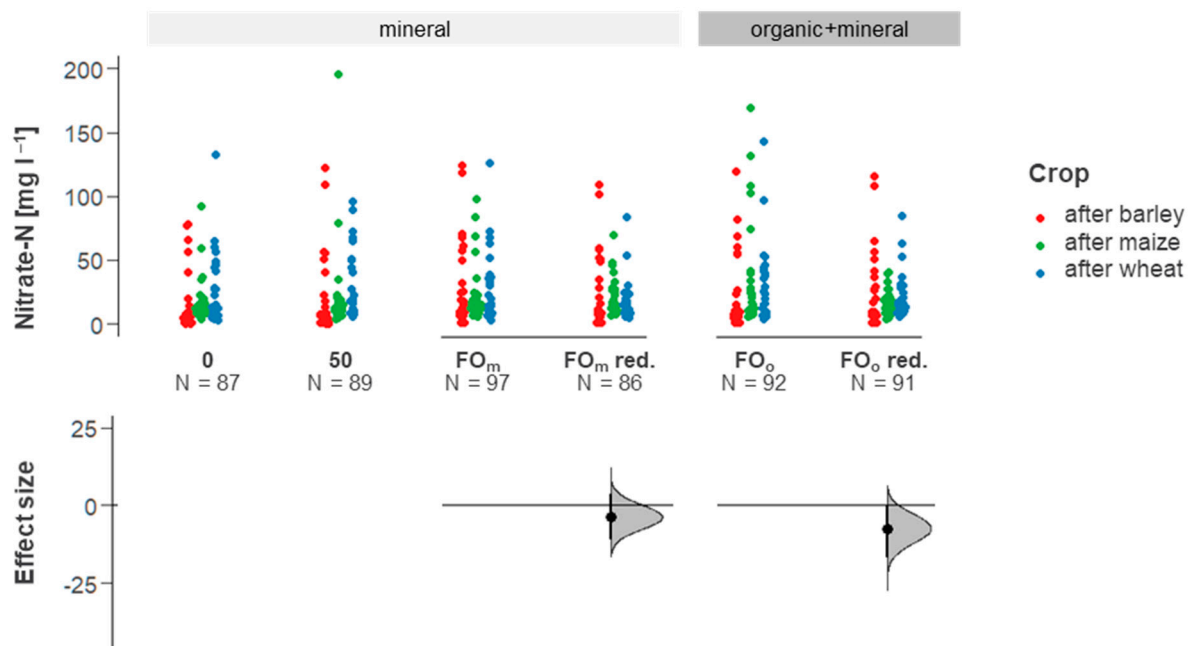 mineral organic+mineral
Nitrate-N [mg l⁻¹]
200
150
100
50
0
0 50 FOₘ FOₘ red. FOₒ FOₒ red.
N = 87 N = 89 N = 97 N = 86 N = 92 N = 91
Crop
after barley
after maize
after wheat
Effect size
25
0
-25